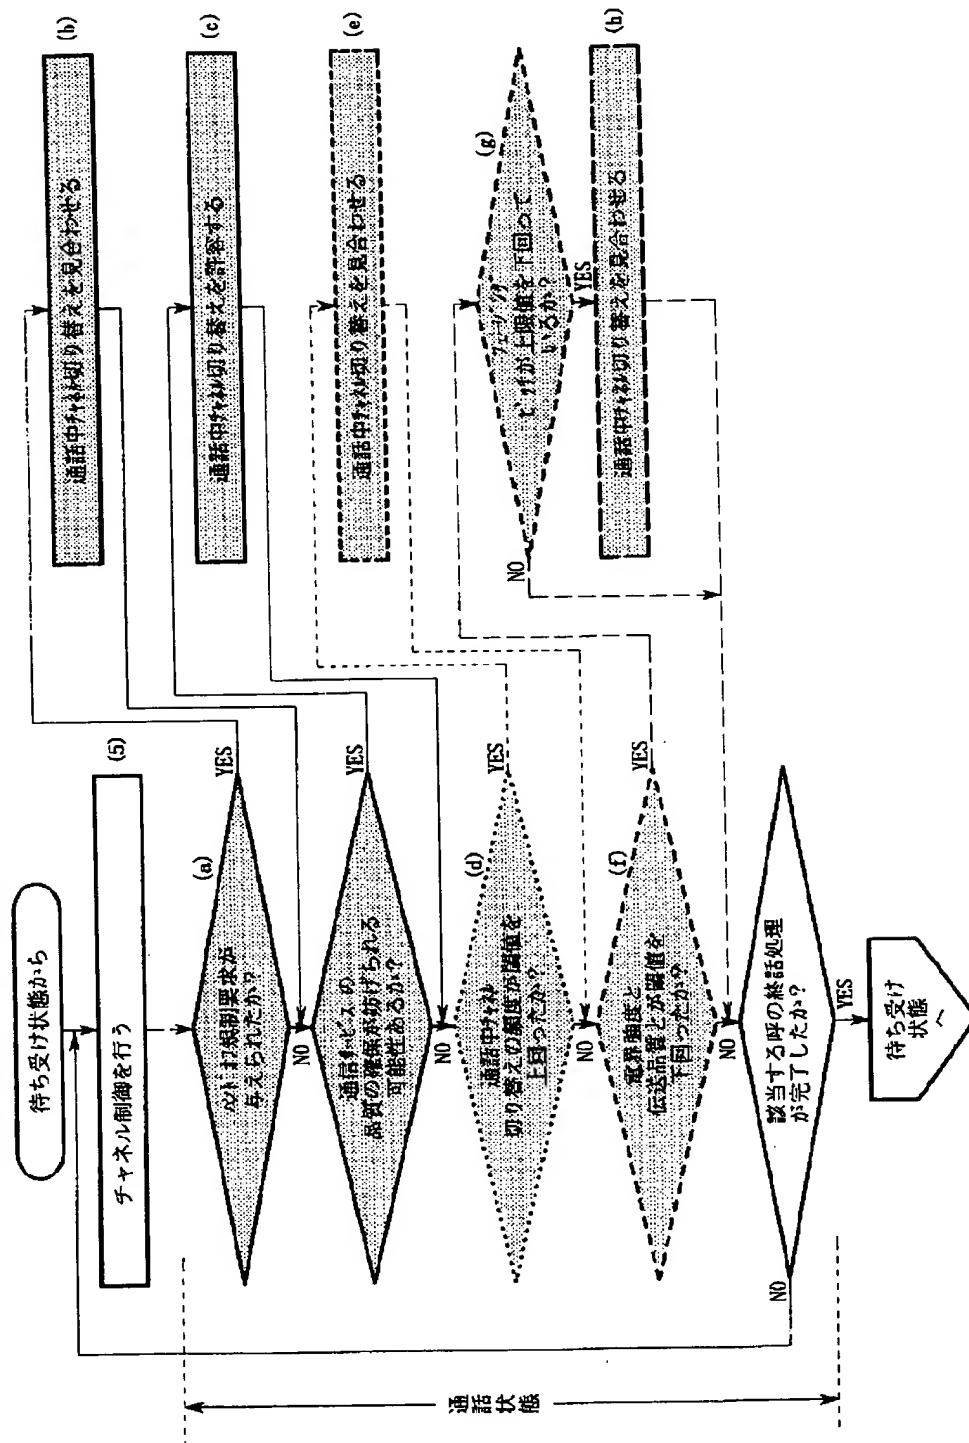 待ち受け状態から
チャネル制御を行う
(5)
(a)
ﾊﾝﾄﾞｵﾌ規制要求が
与えられたか?
YES
NO
通話中ﾁｬﾈﾙ切り替えを見合わせる
(b)
通信ｻｰﾋﾞｽの
品質の確保が妨げられる
可能性あるか?
YES
NO
通話中ﾁｬﾈﾙ切り替えを許容する
(c)
(d)
通話中ﾁｬﾈﾙ
切り替えの頻度が閾値を
上回ったか?
YES
NO
通話中ﾁｬﾈﾙ切り替えを見合わせる
(e)
(f)
電界強度と
伝送品質とが閾値を
下回ったか?
YES
NO
(g)
ﾌｪｰｼﾞﾝｸﾞ
ﾋﾟｯﾁが上限値を下回って
いるか?
NO
YES
通話中ﾁｬﾈﾙ切り替えを見合わせる
(h)
該当する呼の終話処理
が完了したか?
NO
YES
待ち受け
状態
へ
通話
状態